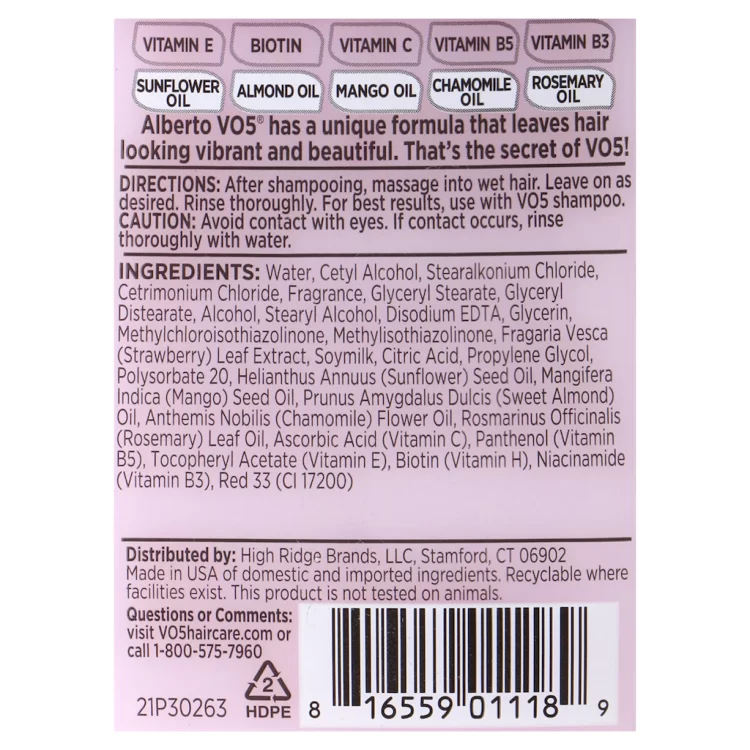 VITAMIN E BIOTIN VITAMIN C VITAMIN B5 VITAMIN B3
SUNFLOWER OIL ALMOND OIL MANGO OIL CHAMOMILE OIL ROSEMARY OIL
Alberto VO5® has a unique formula that leaves hair
looking vibrant and beautiful. That's the secret of VO5!
DIRECTIONS: After shampooing, massage into wet hair. Leave on as
desired. Rinse thoroughly. For best results, use with VO5 shampoo.
CAUTION: Avoid contact with eyes. If contact occurs, rinse
thoroughly with water.
INGREDIENTS: Water, Cetyl Alcohol, Stearalkonium Chloride,
Cetrimonium Chloride, Fragrance, Glyceryl Stearate, Glyceryl
Distearate, Alcohol, Stearyl Alcohol, Disodium EDTA, Glycerin,
Methylchloroisothiazolinone, Methylisothiazolinone, Fragaria Vesca
(Strawberry) Leaf Extract, Soymilk, Citric Acid, Propylene Glycol,
Polysorbate 20, Helianthus Annuus (Sunflower) Seed Oil, Mangifera
Indica (Mango) Seed Oil, Prunus Amygdalus Dulcis (Sweet Almond)
Oil, Anthemis Nobilis (Chamomile) Flower Oil, Rosmarinus Officinalis
(Rosemary) Leaf Oil, Ascorbic Acid (Vitamin C), Panthenol (Vitamin
B5), Tocopheryl Acetate (Vitamin E), Biotin (Vitamin H), Niacinamide
(Vitamin B3), Red 33 (CI 17200)
Distributed by: High Ridge Brands, LLC, Stamford, CT 06902
Made in USA of domestic and imported ingredients. Recyclable where
facilities exist. This product is not tested on animals.
Questions or Comments:
visit VO5haircare.com or
call 1-800-575-7960
2
21P30263 HDPE
8 16559 01118 9